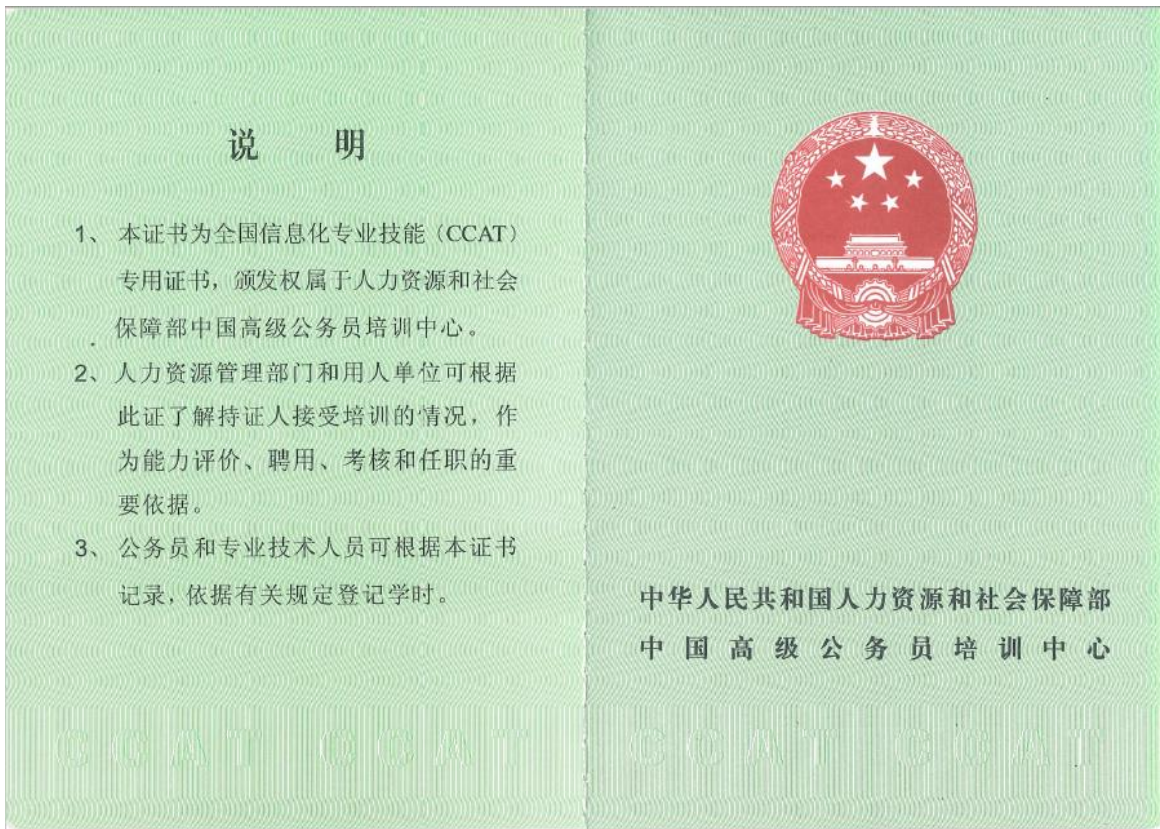 说 明
1、本证书为全国信息化专业技能（CCAT）
专用证书，颁发权属于人力资源和社会
保障部中国高级公务员培训中心。
2、人力资源管理部门和用人单位可根据
此证了解持证人接受培训的情况，作
为能力评价、聘用、考核和任职的重
要依据。
3、公务员和专业技术人员可根据本证书
记录，依据有关规定登记学时。
CCAT CCAT
中华人民共和国人力资源和社会保障部
中国高级公务员培训中心
CCAT CCAT